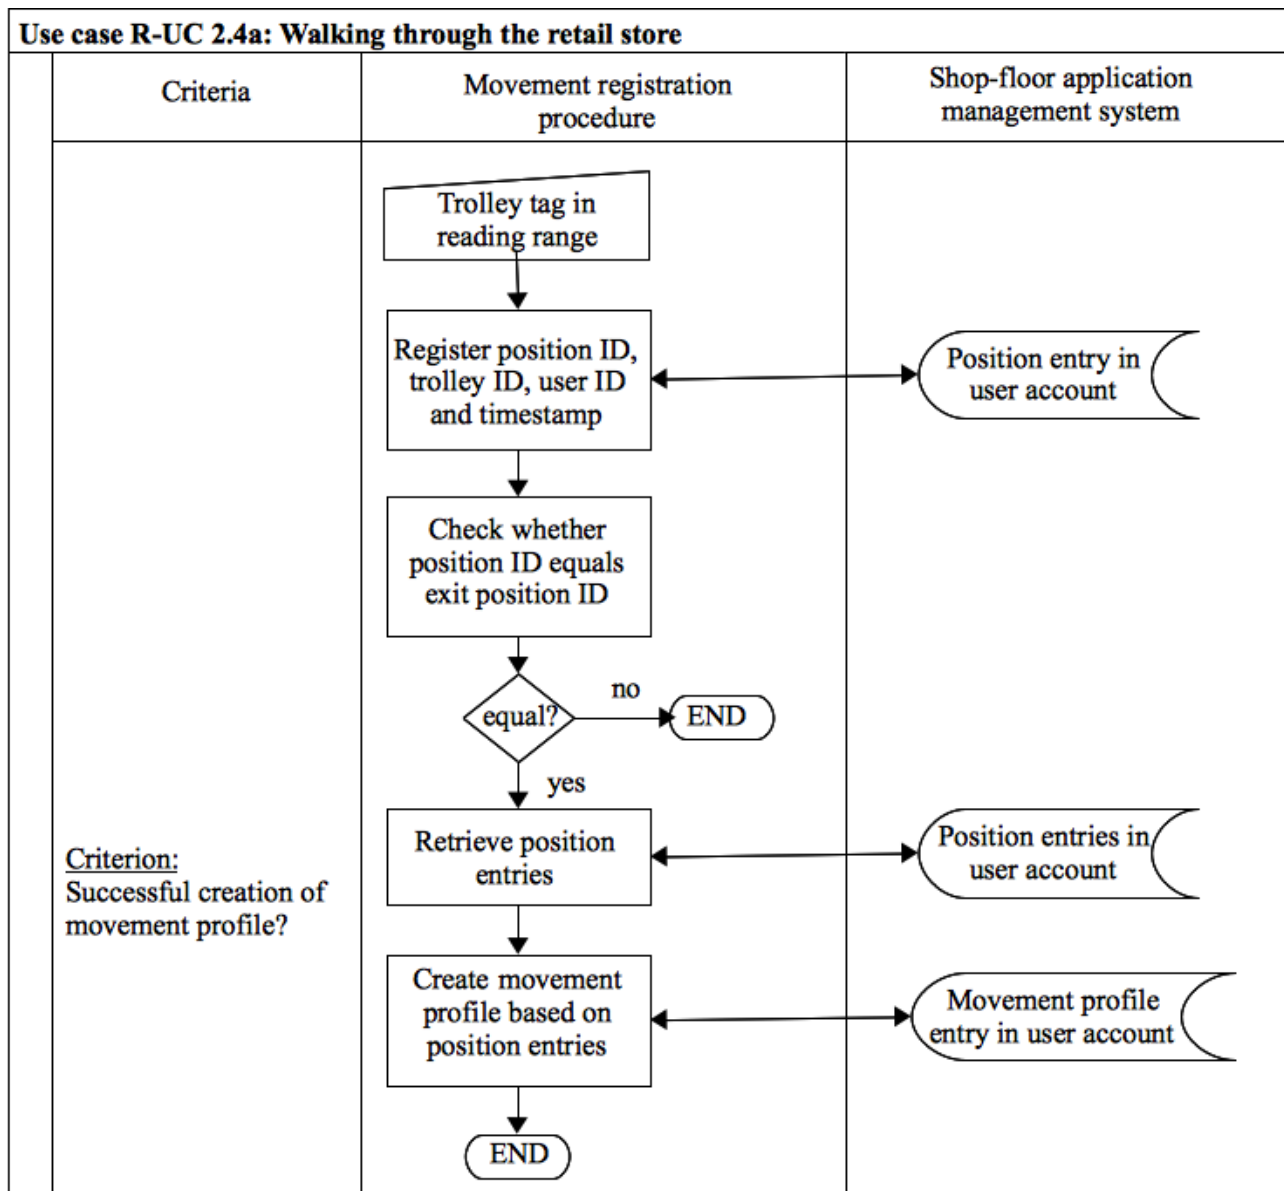 Use case R-UC 2.4a: Walking through the retail store
Criteria
Movement registration
procedure
Shop-floor application
management system
Trolley tag in
reading range
Register position ID,
trolley ID, user ID
and timestamp
Position entry in
user account
Check whether
position ID equals
exit position ID
equal?
no
END
yes
Retrieve position
entries
Position entries in
user account
Criterion:
Successful creation of
movement profile?
Create movement
profile based on
position entries
Movement profile
entry in user account
END